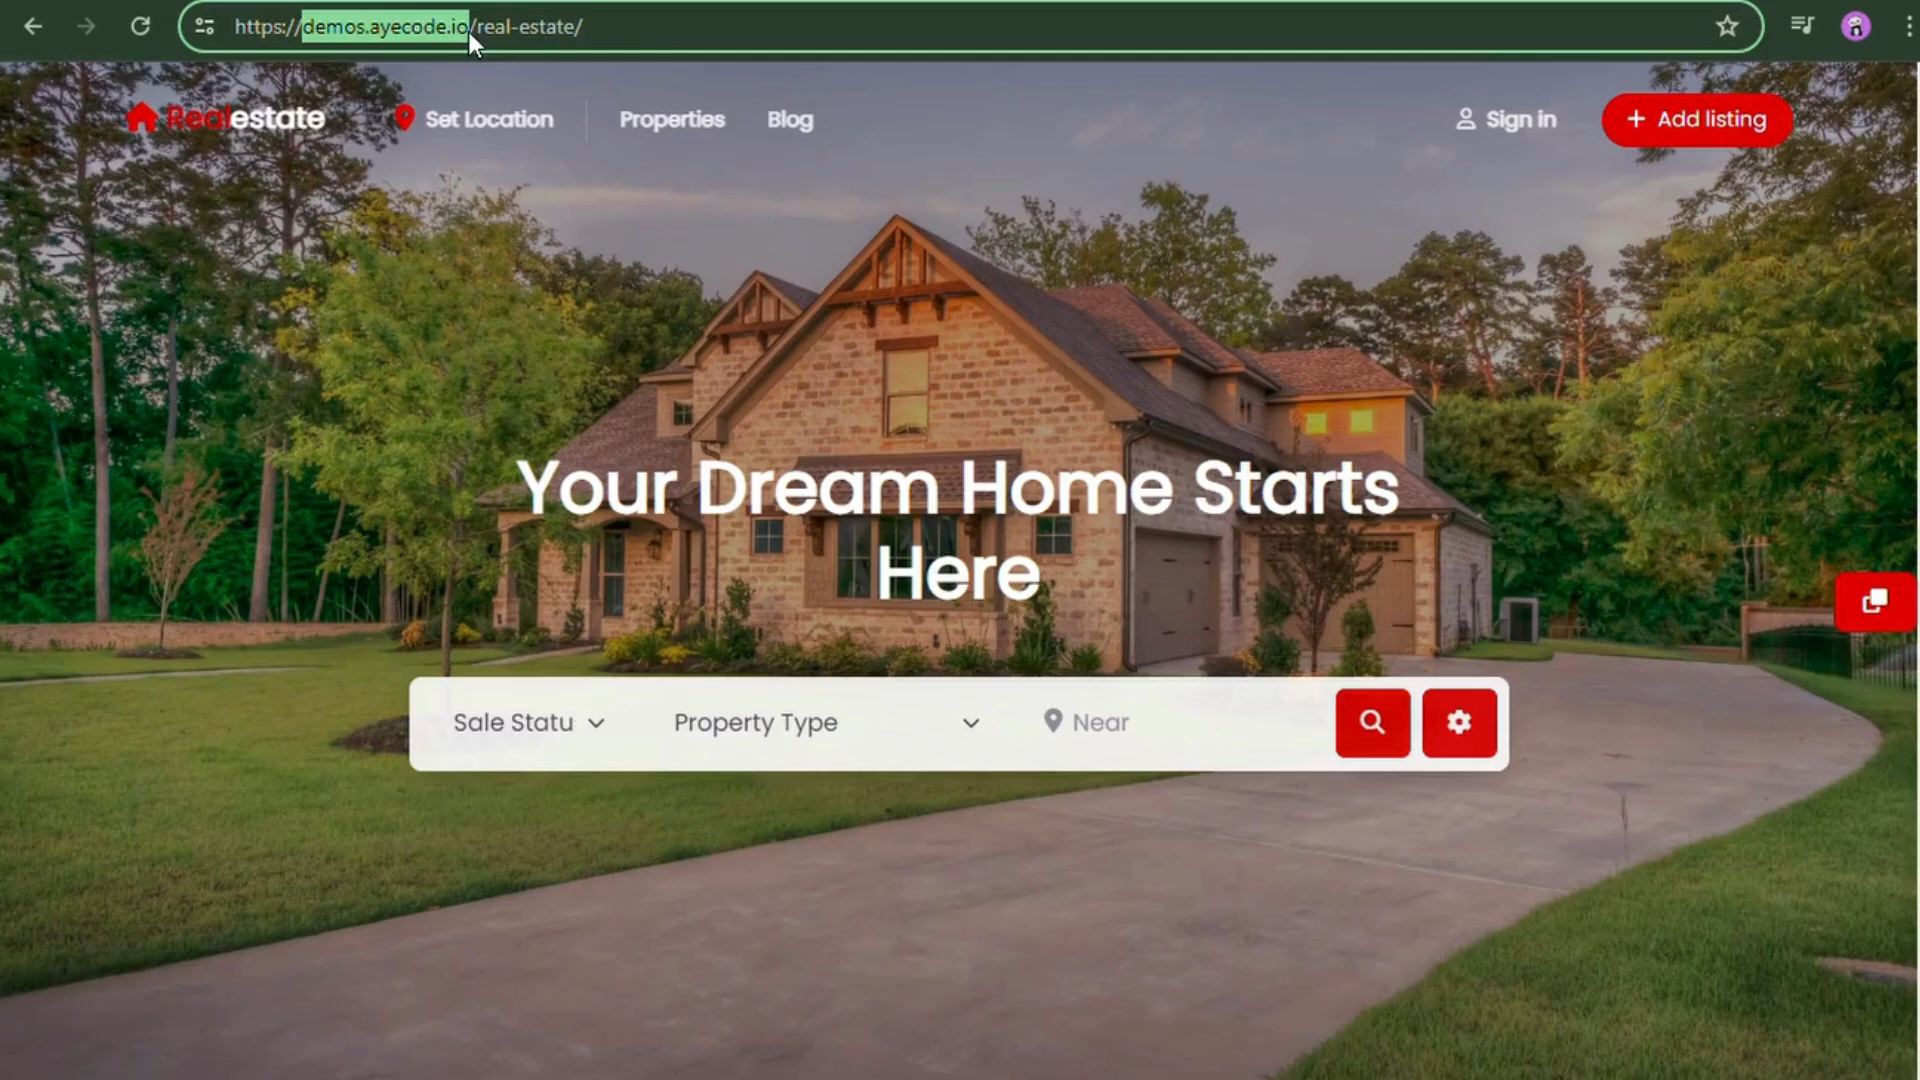 https://demos.ayecode.io/real-estate/
Realestate
Set Location
Properties
Blog
Sign in
+ Add listing
Your Dream Home Starts
Here
Sale Statu
Property Type
Near